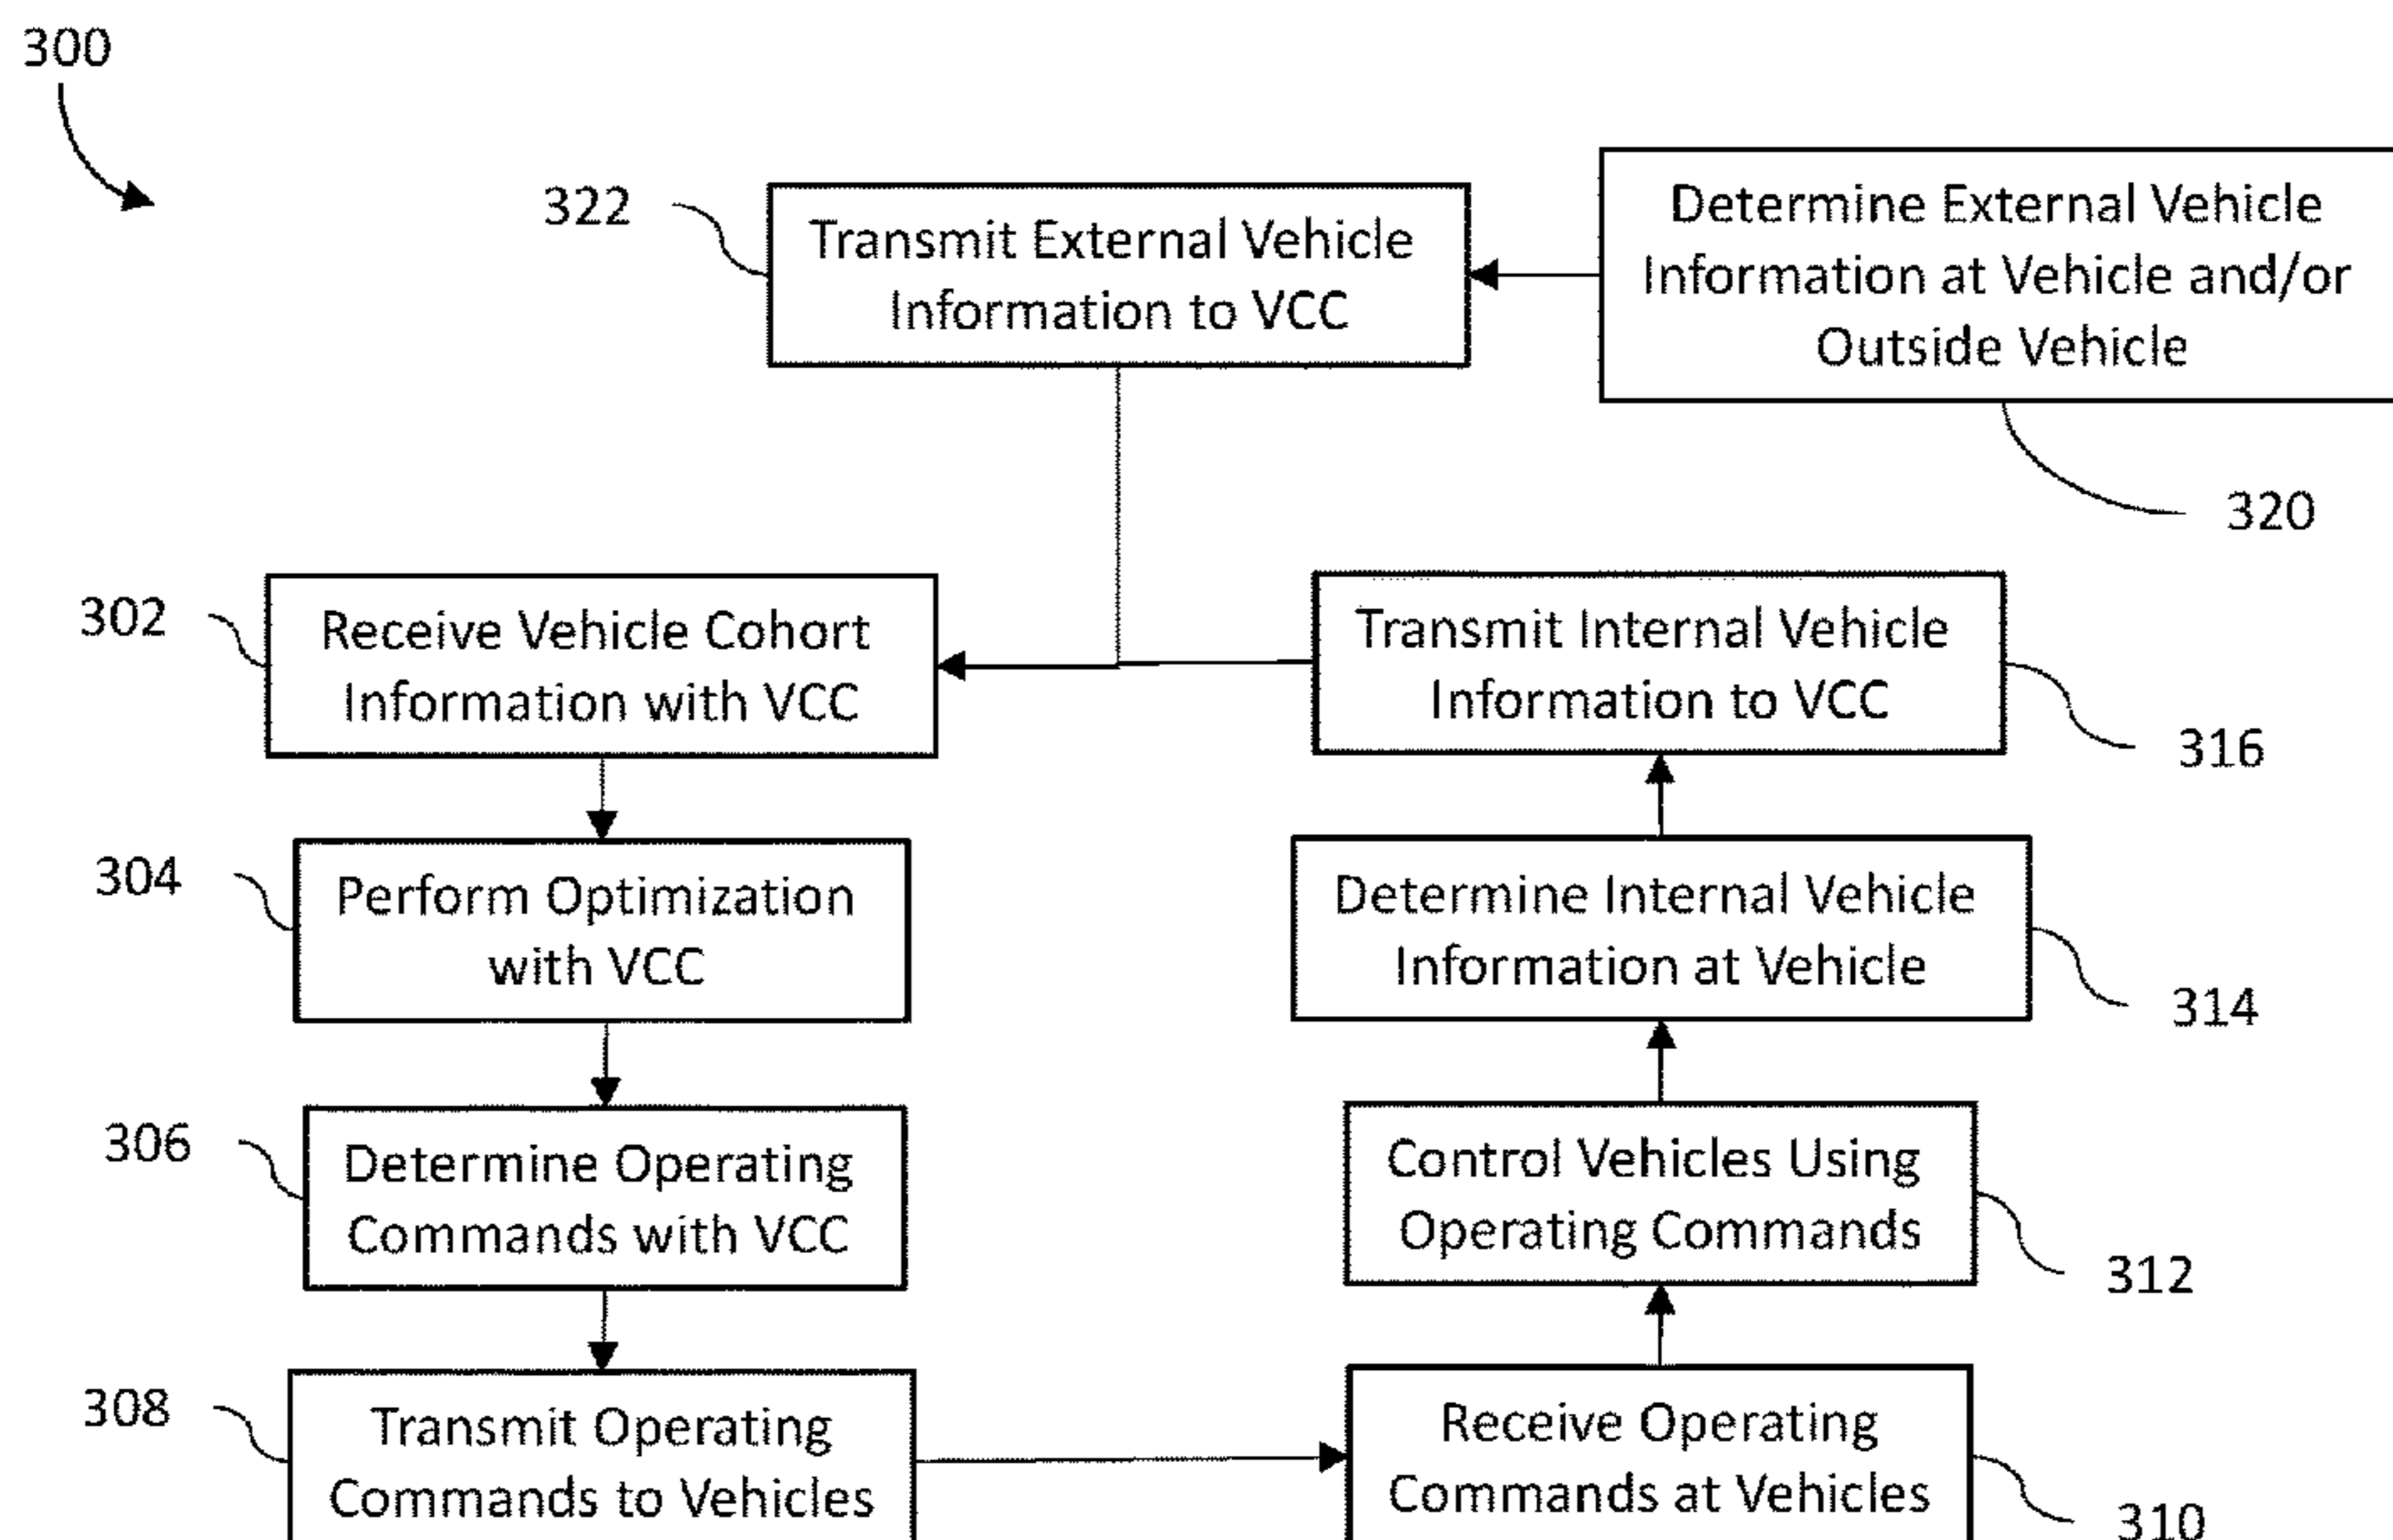 300
322
Transmit External Vehicle
Information to VCC
Determine External Vehicle
Information at Vehicle and/or
Outside Vehicle
320
302
Receive Vehicle Cohort
Information with VCC
Transmit Internal Vehicle
Information to VCC
316
304
Perform Optimization
with VCC
Determine Internal Vehicle
Information at Vehicle
314
306
Determine Operating
Commands with VCC
Control Vehicles Using
Operating Commands
312
308
Transmit Operating
Commands to Vehicles
Receive Operating
Commands at Vehicles
310